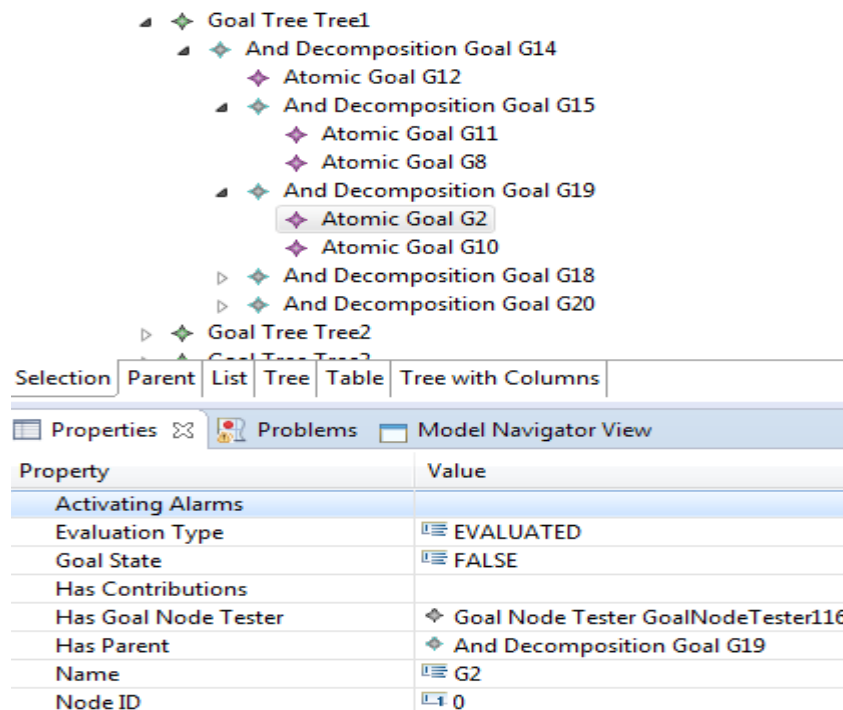 Goal Tree Tree1
And Decomposition Goal G14
Atomic Goal G12
And Decomposition Goal G15
Atomic Goal G11
Atomic Goal G8
And Decomposition Goal G19
Atomic Goal G2
Atomic Goal G10
And Decomposition Goal G18
And Decomposition Goal G20
Goal Tree Tree2
Goal Tree
Selection Parent List Tree Table Tree with Columns
Properties Problems Model Navigator View
Property Value
Activating Alarms
Evaluation Type EVALUATED
Goal State FALSE
Has Contributions
Has Goal Node Tester Goal Node Tester GoalNodeTester116
Has Parent And Decomposition Goal G19
Name G2
Node ID 0